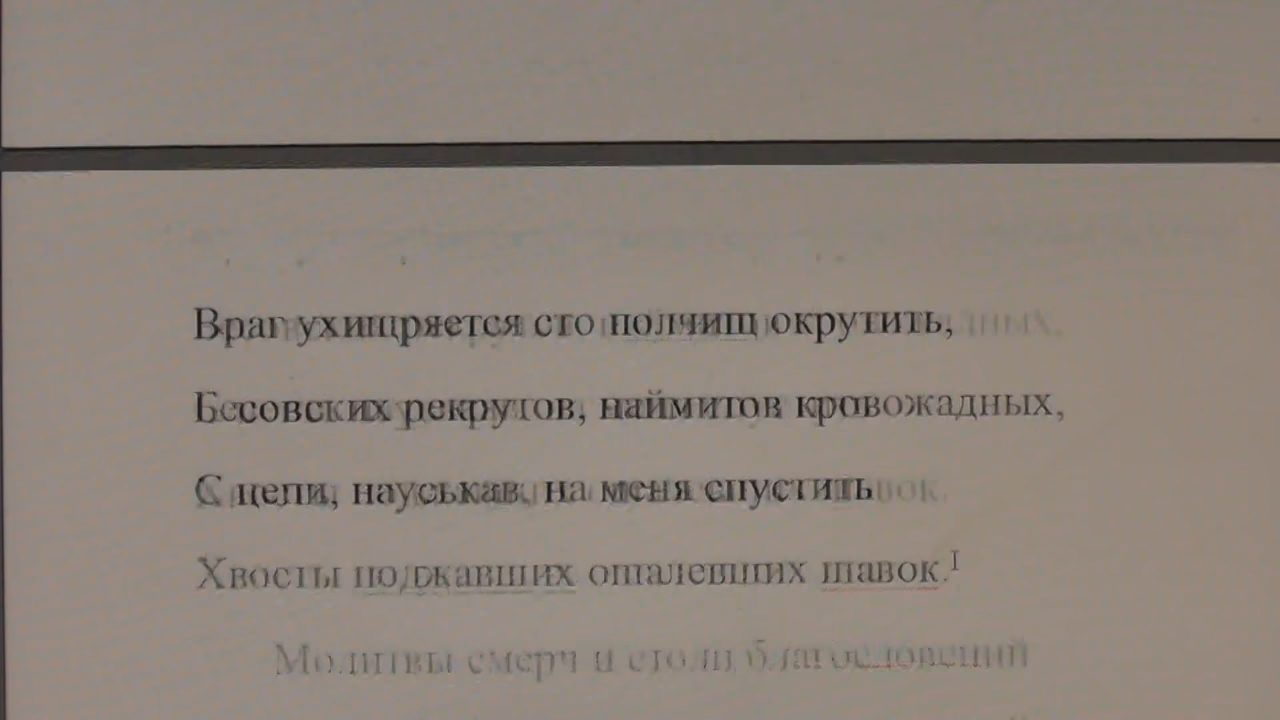 Враг ухищряется сто полчищ окрутить,
Бесовских рекрутов, наймитов кровожадных,
С цепи, науськав, на меня спустить
Хвосты поджавших ошалевших шавок.I
Молитвы смерч и столп благословений